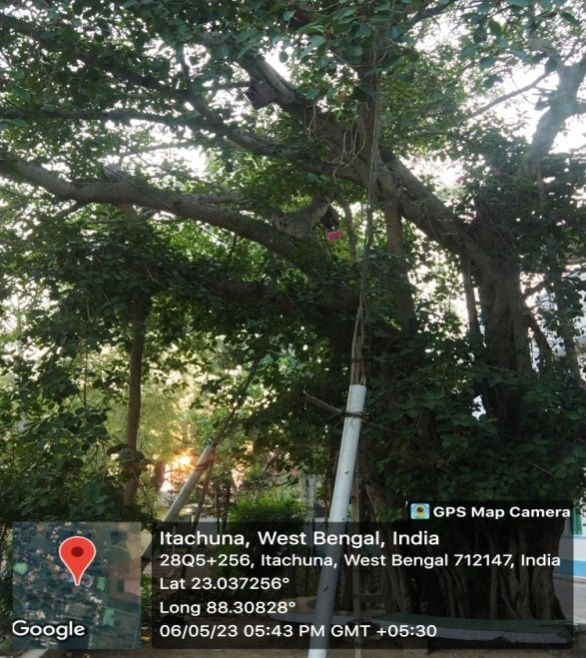 GPS Map Camera
Itachuna, West Bengal, India
28Q5+256, Itachuna, West Bengal 712147, India
Lat 23.037256°
Long 88.30828°
06/05/23 05:43 PM GMT +05:30
Google